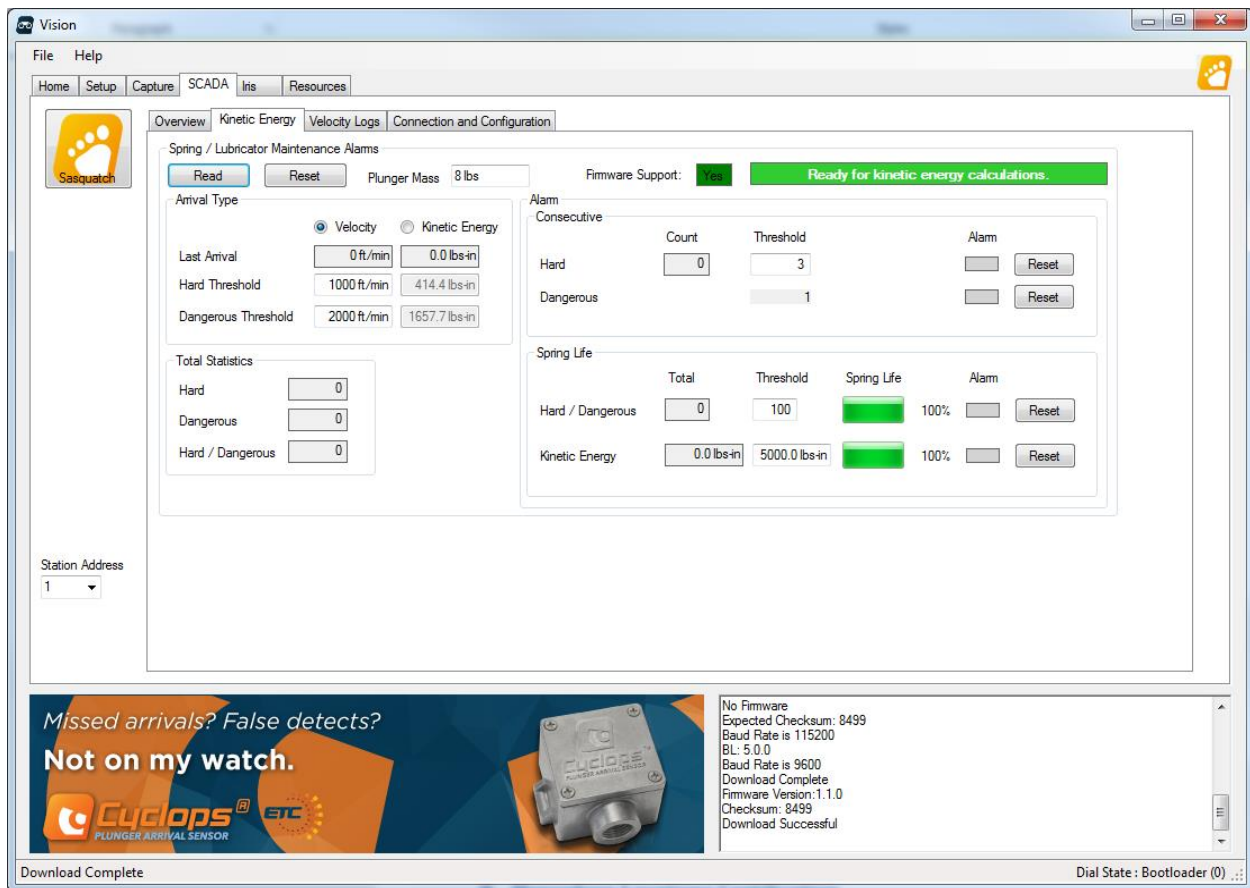 Vision
File Help
Home Setup Capture SCADA Iris Resources
Sasquatch
Overview Kinetic Energy Velocity Logs Connection and Configuration
Spring / Lubricator Maintenance Alarms
Read Reset Plunger Mass 8 lbs Firmware Support: Yes Ready for kinetic energy calculations.
Arrival Type
Velocity Kinetic Energy
Last Arrival 0 ft/min 0.0 lbs-in
Hard Threshold 1000 ft/min 414.4 lbs-in
Dangerous Threshold 2000 ft/min 1657.7 lbs-in
Total Statistics
Hard 0
Dangerous 0
Hard / Dangerous 0
Alarm
Consecutive
Count Threshold Alarm
Hard 0 3 Reset
Dangerous 1 Reset
Spring Life
Total Threshold Spring Life Alarm
Hard / Dangerous 0 100 100% Reset
Kinetic Energy 0.0 lbs-in 5000.0 lbs-in 100% Reset
Station Address
1
Missed arrivals? False detects?
Not on my watch.
Cyclops® ETC
PLUNGER ARRIVAL SENSOR
Cyclops™
PLUNGER ARRIVAL SENSOR
No Firmware
Expected Checksum: 8499
Baud Rate is 115200
BL: 5.0.0
Baud Rate is 9600
Download Complete
Firmware Version:1.1.0
Checksum: 8499
Download Successful
Download Complete Dial State : Bootloader (0)